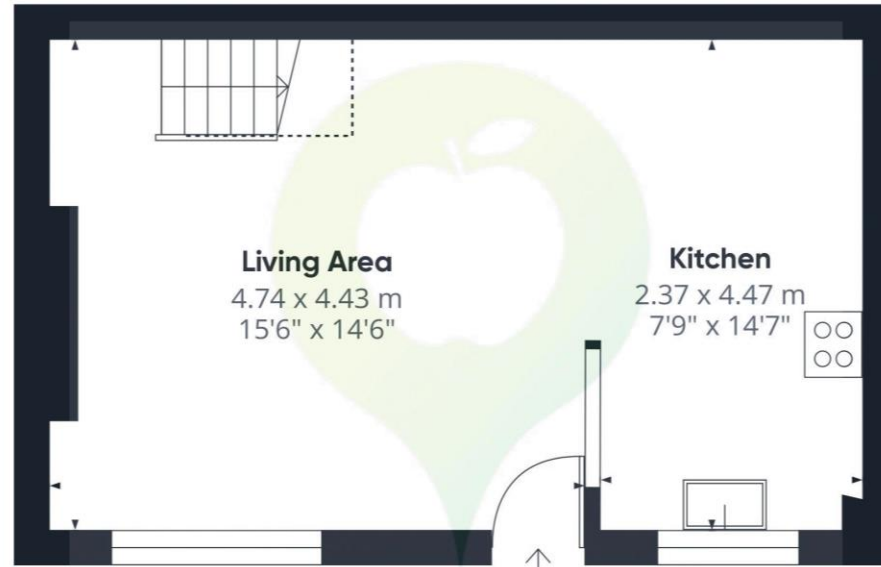 Living Area
4.74 x 4.43 m
15'6" x 14'6"
Kitchen
2.37 x 4.47 m
7'9" x 14'7"